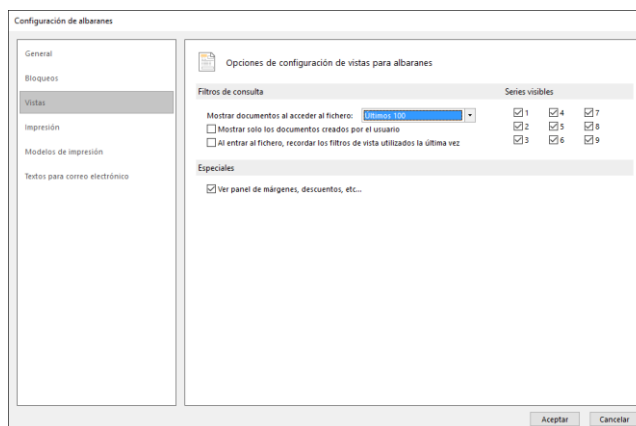 Configuración de albaranes
General
Bloqueos
Vistas
Impresión
Modelos de impresión
Textos para correo electrónico
Opciones de configuración de vistas para albaranes
Filtros de consulta
Mostrar documentos al acceder al fichero: Últimos 100
Mostrar solo los documentos creados por el usuario
Al entrar al fichero, recordar los filtros de vista utilizados la última vez
Series visibles
1 4 7
2 5 8
3 6 9
Especiales
Ver panel de márgenes, descuentos, etc...
Aceptar Cancelar